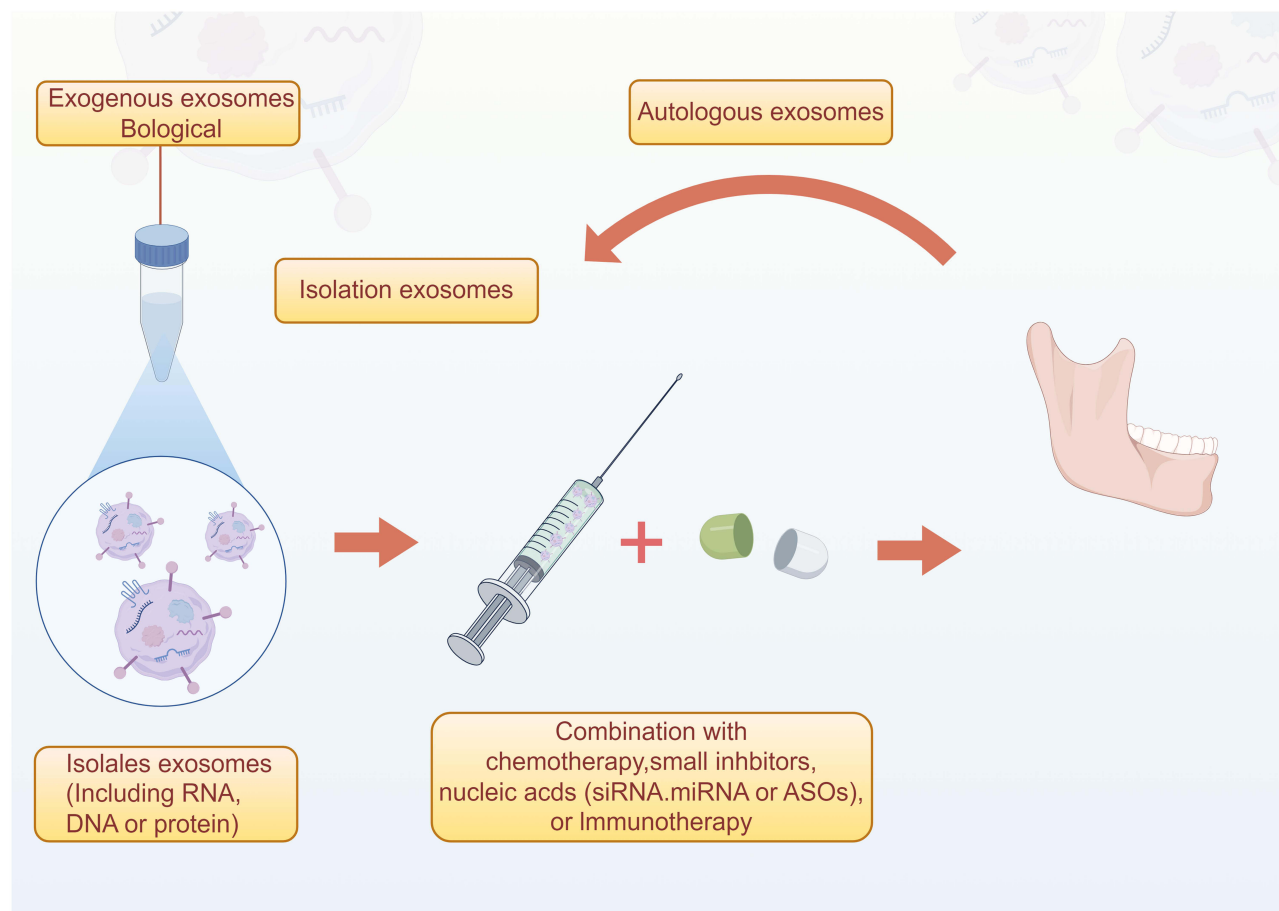 Exogenous exosomes
Bological
Autologous exosomes
Isolation exosomes
Isolales exosomes
(Including RNA,
DNA or protein)
Combination with
chemotherapy,small inhbitors,
nucleic acds (siRNA.miRNA or ASOs),
or Immunotherapy